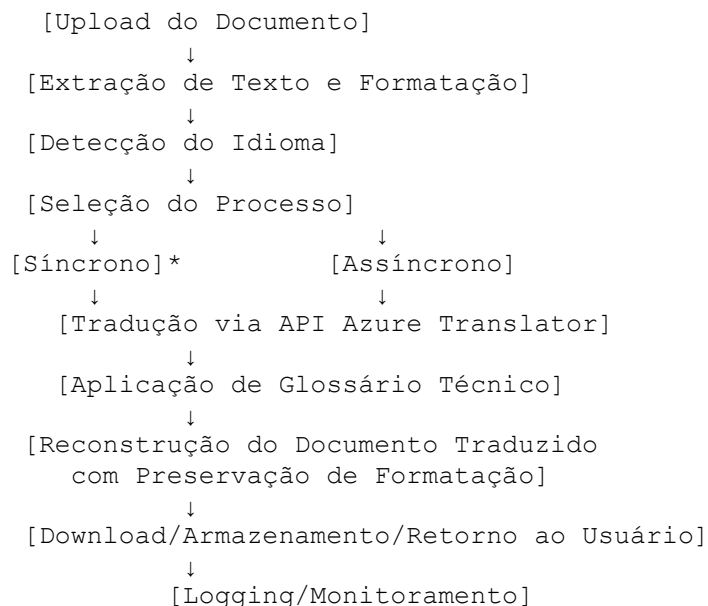 [Upload do Documento]
↓
[Extração de Texto e Formatação]
↓
[Detecção do Idioma]
↓
[Seleção do Processo]
↓ ↓
[Síncrono]* [Assíncrono]
↓ ↓
[Tradução via API Azure Translator]
↓
[Aplicação de Glossário Técnico]
↓
[Reconstrução do Documento Traduzido
com Preservação de Formatação]
↓
[Download/Armazenamento/Retorno ao Usuário]
↓
[Logging/Monitoramento]